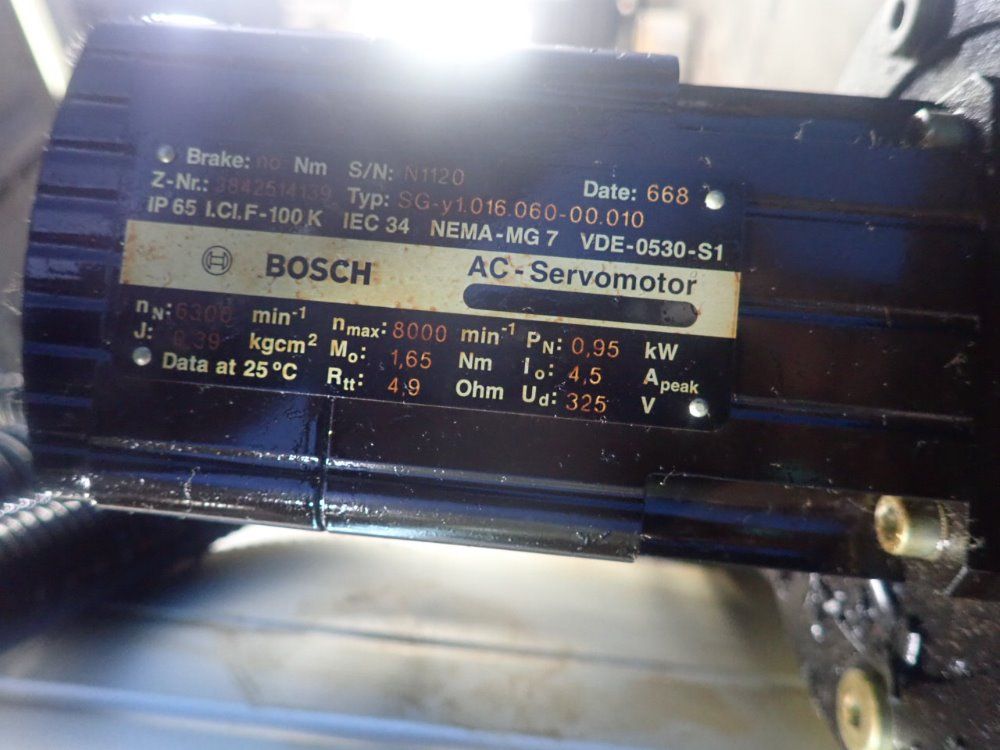 Brake: no Nm S/N: N1120
Z-Nr.: 3842514139 Typ: SG-y1.016.060-00.010 Date: 668
IP 65 I.Cl.F-100 K IEC 34 NEMA-MG 7 VDE-0530-S1
BOSCH AC-Servomotor
nN: 6300 min-1 nmax: 8000 min-1 PN: 0,95 kW
J: 0,39 kgcm² Mo: 1,65 Nm Io: 4,5 Apeak
Data at 25°C Rtt: 4,9 Ohm Ud: 325 V